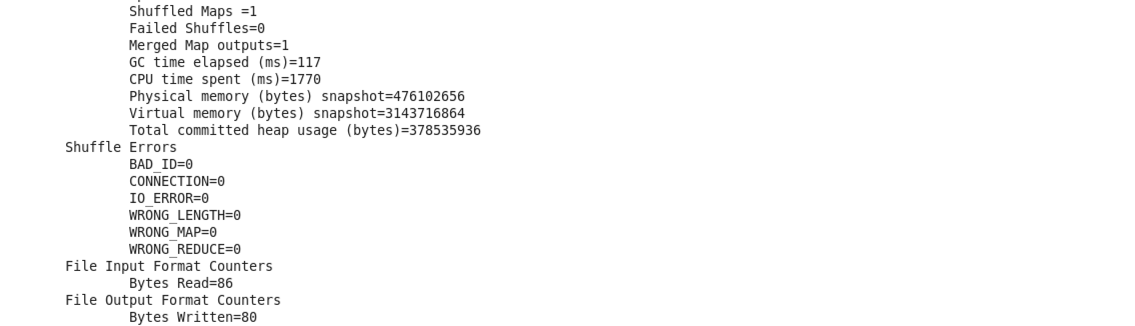 Shuffled Maps =1
Failed Shuffles=0
Merged Map outputs=1
GC time elapsed (ms)=117
CPU time spent (ms)=1770
Physical memory (bytes) snapshot=476102656
Virtual memory (bytes) snapshot=3143716864
Total committed heap usage (bytes)=378535936
Shuffle Errors
BAD_ID=0
CONNECTION=0
IO_ERROR=0
WRONG_LENGTH=0
WRONG_MAP=0
WRONG_REDUCE=0
File Input Format Counters
Bytes Read=86
File Output Format Counters
Bytes Written=80